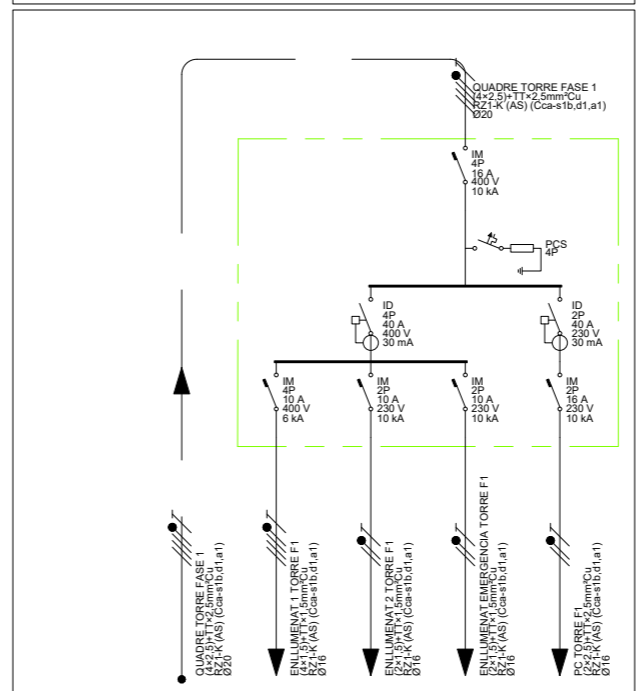 QUADRE TORRE FASE 1
(4×2,5)+TT×2,5mm²Cu
RZ1-K (AS) (Cca-s1b,d1,a1)
Ø20
IM
4P
16 A
400 V
10 kA
PCS
4P
ID
4P
40 A
400 V
30 mA
ID
2P
40 A
230 V
30 mA
IM
4P
10 A
400 V
6 kA
IM
2P
10 A
230 V
10 kA
IM
2P
10 A
230 V
10 kA
IM
2P
16 A
230 V
10 kA
QUADRE TORRE FASE 1
(4×2,5)+TT×2,5mm²Cu
RZ1-K (AS) (Cca-s1b,d1,a1)
Ø20
ENLLUMENAT 1 TORRE F1
(4×1,5)+TT×1,5mm²Cu
RZ1-K (AS) (Cca-s1b,d1,a1)
Ø16
ENLLUMENAT 2 TORRE F1
(2×1,5)+TT×1,5mm²Cu
RZ1-K (AS) (Cca-s1b,d1,a1)
Ø16
ENLLUMENAT EMERGENCIA TORRE F1
(2×1,5)+TT×1,5mm²Cu
RZ1-K (AS) (Cca-s1b,d1,a1)
Ø16
PC TORRE F1
(2×2,5)+TT×2,5mm²Cu
RZ1-K (AS) (Cca-s1b,d1,a1)
Ø16